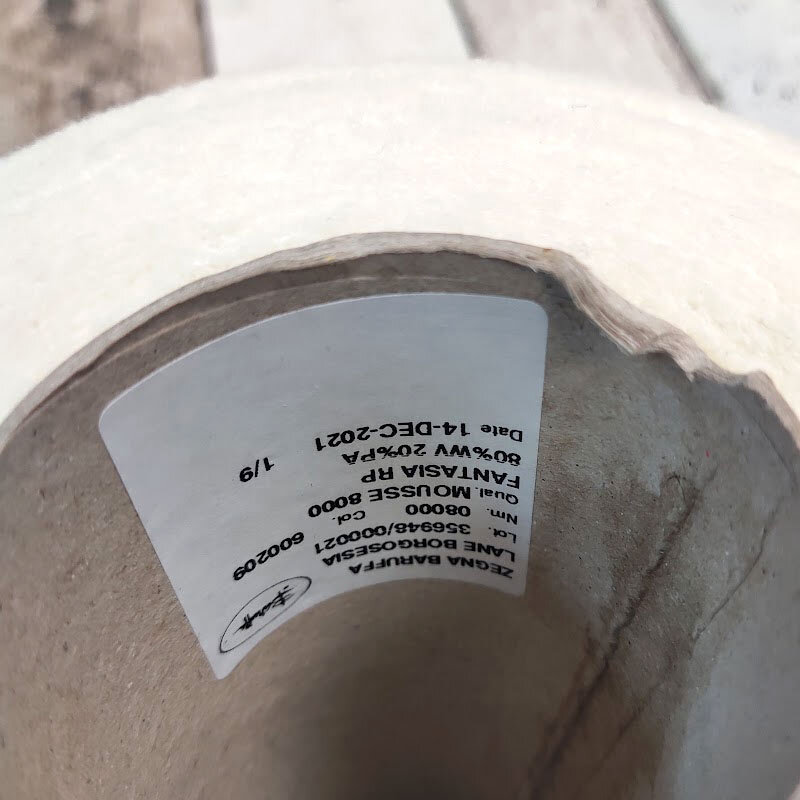 ZEGNA BARUFFA
LANE BORGOSESIA
Lot. 356948/000021 600209
Nm. 08000 Col.
Qual. MOUSSE 8000
FANTASIA RP
80%WV 20%PA 1/9
Date 14-DEC-2021